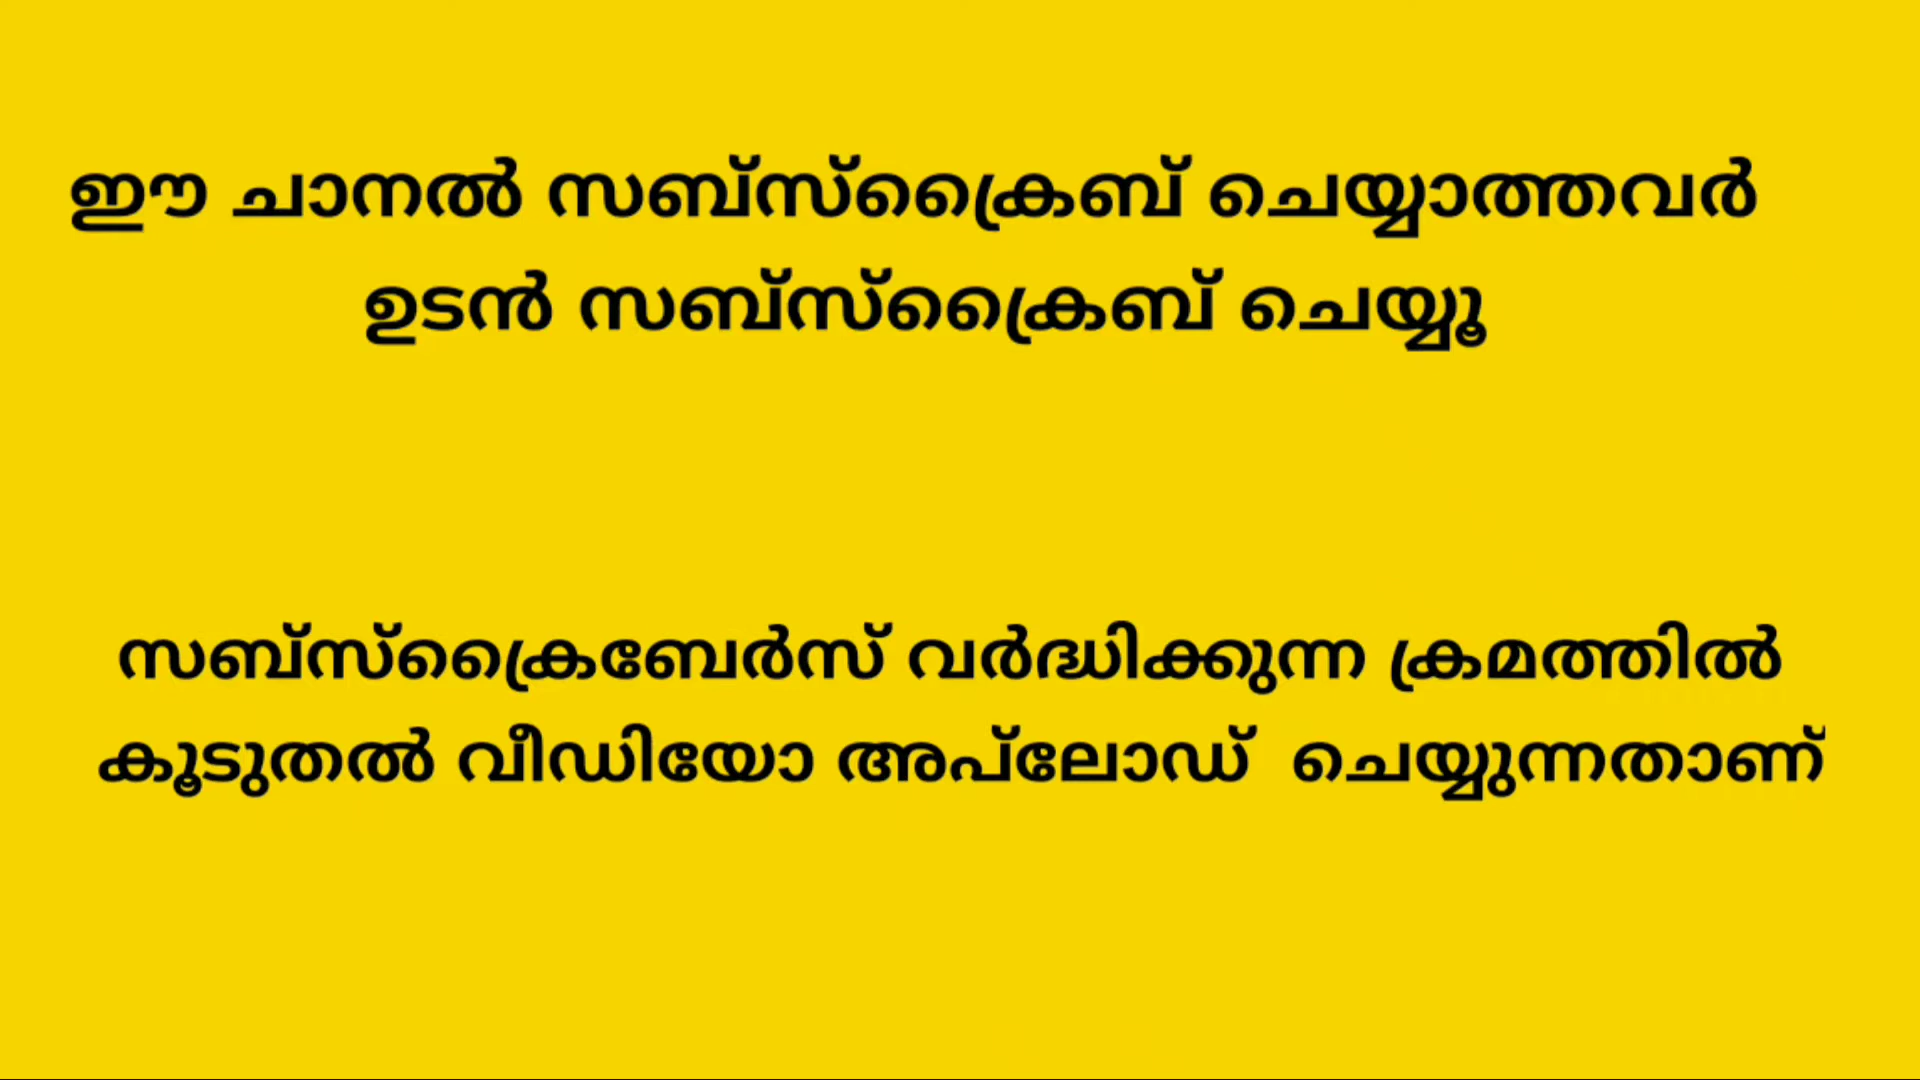 ഈ ചാനൽ സബ്സ്ക്രൈബ് ചെയ്യാത്തവർ
ഉടൻ സബ്സ്ക്രൈബ് ചെയ്യൂ
സബ്സ്ക്രൈബേർസ് വർദ്ധിക്കുന്ന ക്രമത്തിൽ
കൂടുതൽ വീഡിയോ അപ്ലോഡ് ചെയ്യുന്നതാണ്